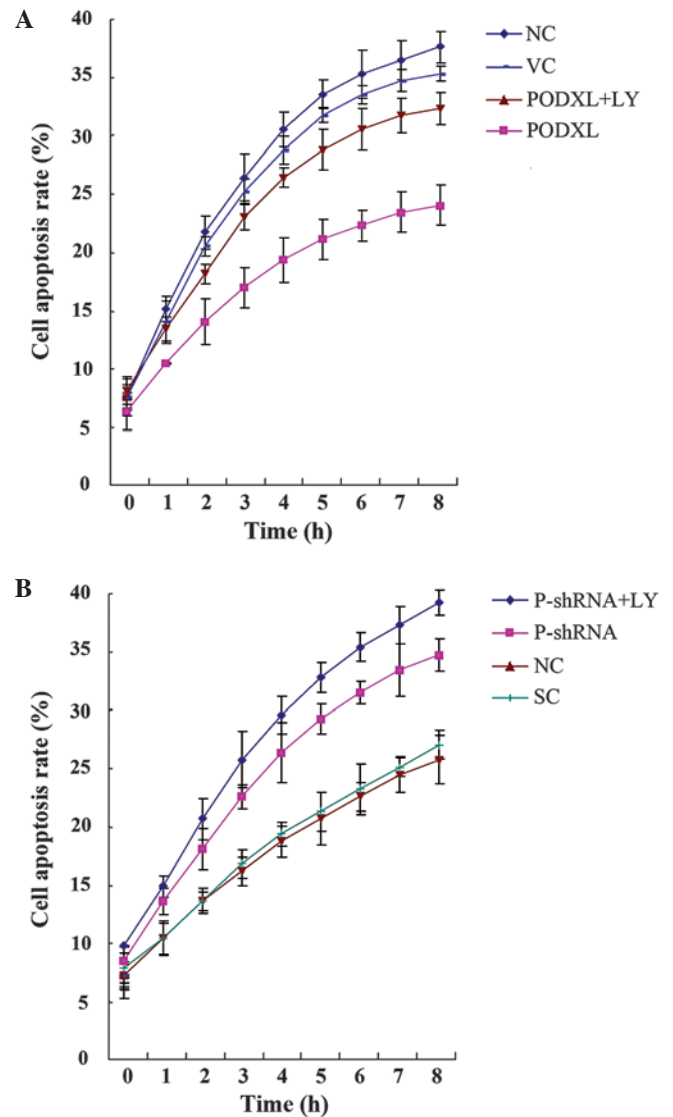 A
Cell apoptosis rate (%)
40
35
30
25
20
15
10
5
0
0 1 2 3 4 5 6 7 8
Time (h)
NC
VC
PODXL+LY
PODXL
B
Cell apoptosis rate (%)
40
35
30
25
20
15
10
5
0
0 1 2 3 4 5 6 7 8
Time (h)
P-shRNA+LY
P-shRNA
NC
SC